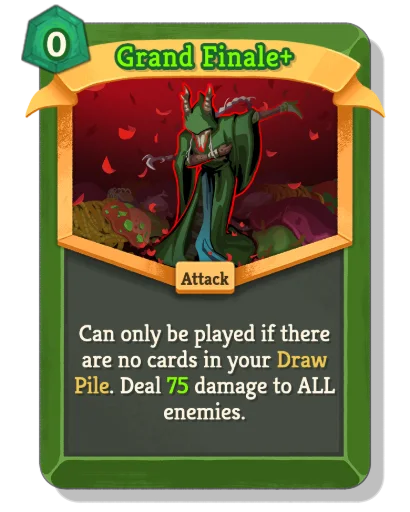 0
Grand Finale+
Attack
Can only be played if there
are no cards in your Draw
Pile. Deal 75 damage to ALL
enemies.